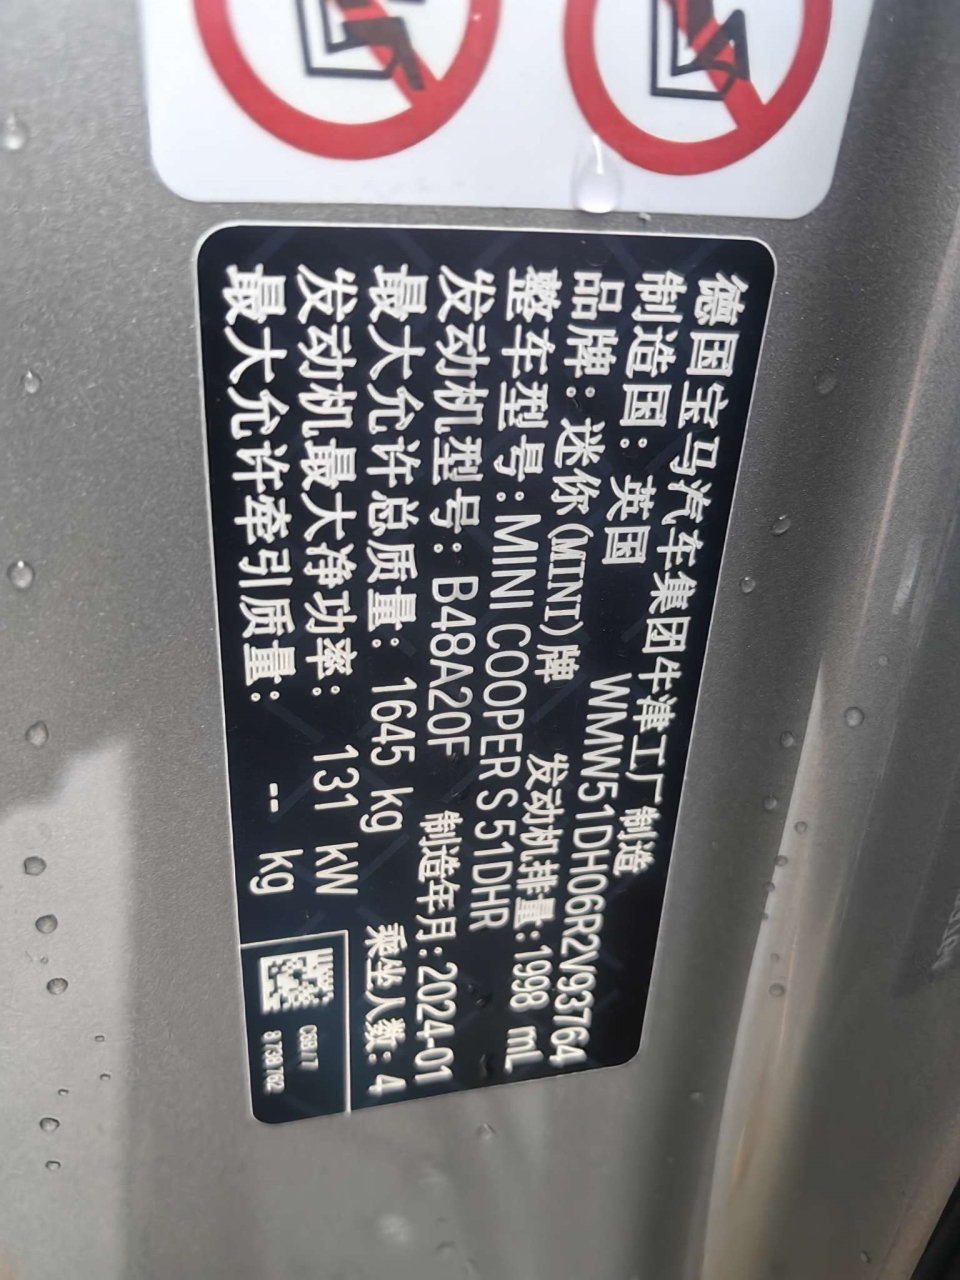 德国宝马汽车集团牛津工厂制造
制造国：英国
WMWW51DH06R2V93764
品牌：迷你(MINI)牌
发动机排量：1998 mL
整车型号：MINI COOPER S 51DHR
发动机型号：B48A20F
制造年月：2024-01
最大允许总质量：1645 kg
乘坐人数：4
发动机最大净功率：131 kW
最大允许牵引质量：-- kg
8 738 762